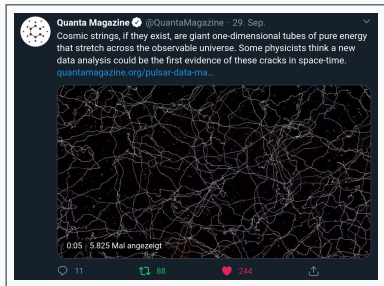 Quanta Magazine @QuantaMagazine · 29. Sep.
Cosmic strings, if they exist, are giant one-dimensional tubes of pure energy
that stretch across the observable universe. Some physicists think a new
data analysis could be the first evidence of these cracks in space-time.
quantamagazine.org/pulsar-data-ma…
0:05 5.825 Mal angezeigt
11 88 244